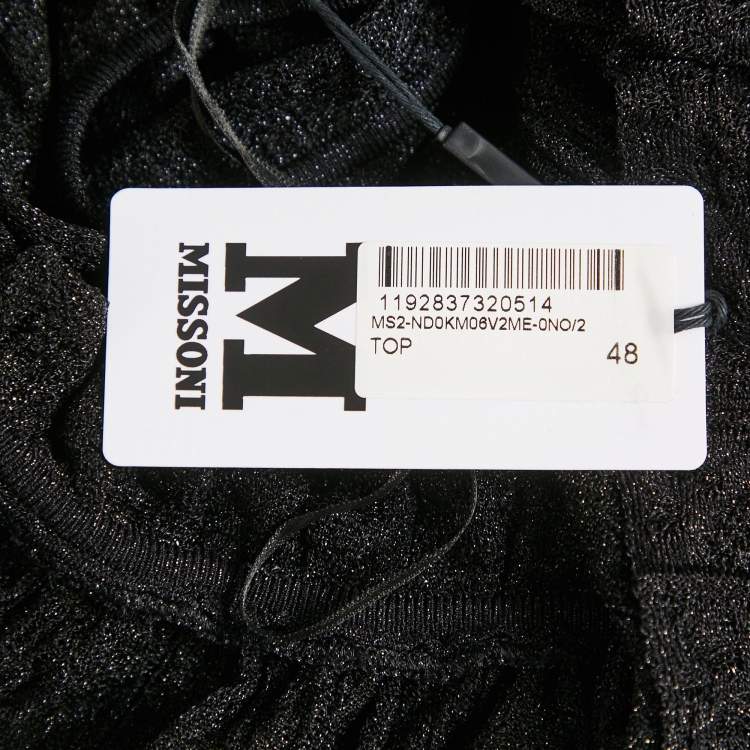 M
MISSONI
1192837320514
MS2-ND0KM06V2ME-0NO/2
TOP
48